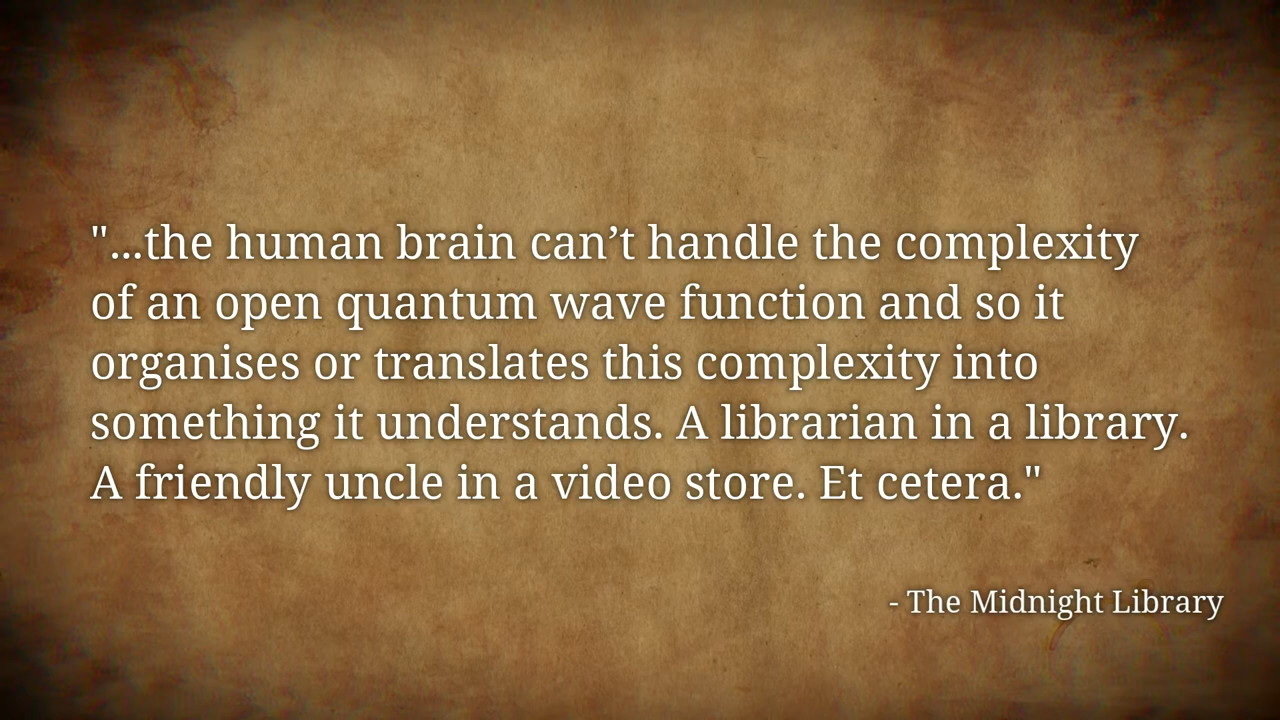 "...the human brain can’t handle the complexity
of an open quantum wave function and so it
organises or translates this complexity into
something it understands. A librarian in a library.
A friendly uncle in a video store. Et cetera."
- The Midnight Library